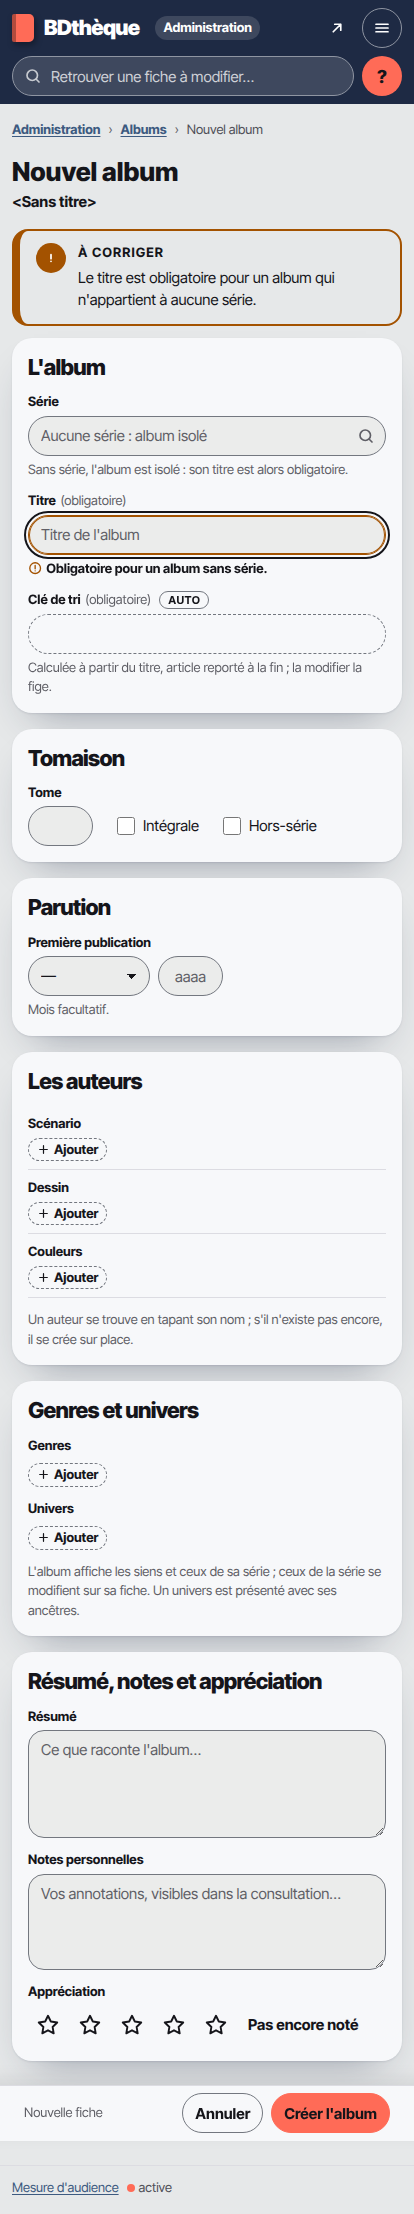 BDthèque Administration
Retrouver une fiche à modifier...
?
Administration › Albums › Nouvel album
Nouvel album
<Sans titre>
À CORRIGER
Le titre est obligatoire pour un album qui
n'appartient à aucune série.
L'album
Série
Aucune série : album isolé
Sans série, l'album est isolé : son titre est alors obligatoire.
Titre (obligatoire)
Titre de l'album
Obligatoire pour un album sans série.
Clé de tri (obligatoire) AUTO
Calculée à partir du titre, article reporté à la fin ; la modifier la
fige.
Tomaison
Tome
Intégrale Hors-série
Parution
Première publication
— aaaa
Mois facultatif.
Les auteurs
Scénario
+ Ajouter
Dessin
+ Ajouter
Couleurs
+ Ajouter
Un auteur se trouve en tapant son nom ; s'il n'existe pas encore,
il se crée sur place.
Genres et univers
Genres
+ Ajouter
Univers
+ Ajouter
L'album affiche les siens et ceux de sa série ; ceux de la série se
modifient sur sa fiche. Un univers est présenté avec ses
ancêtres.
Résumé, notes et appréciation
Résumé
Ce que raconte l'album...
Notes personnelles
Vos annotations, visibles dans la consultation...
Appréciation
Pas encore noté
Nouvelle fiche Annuler Créer l'album
Mesure d'audience active